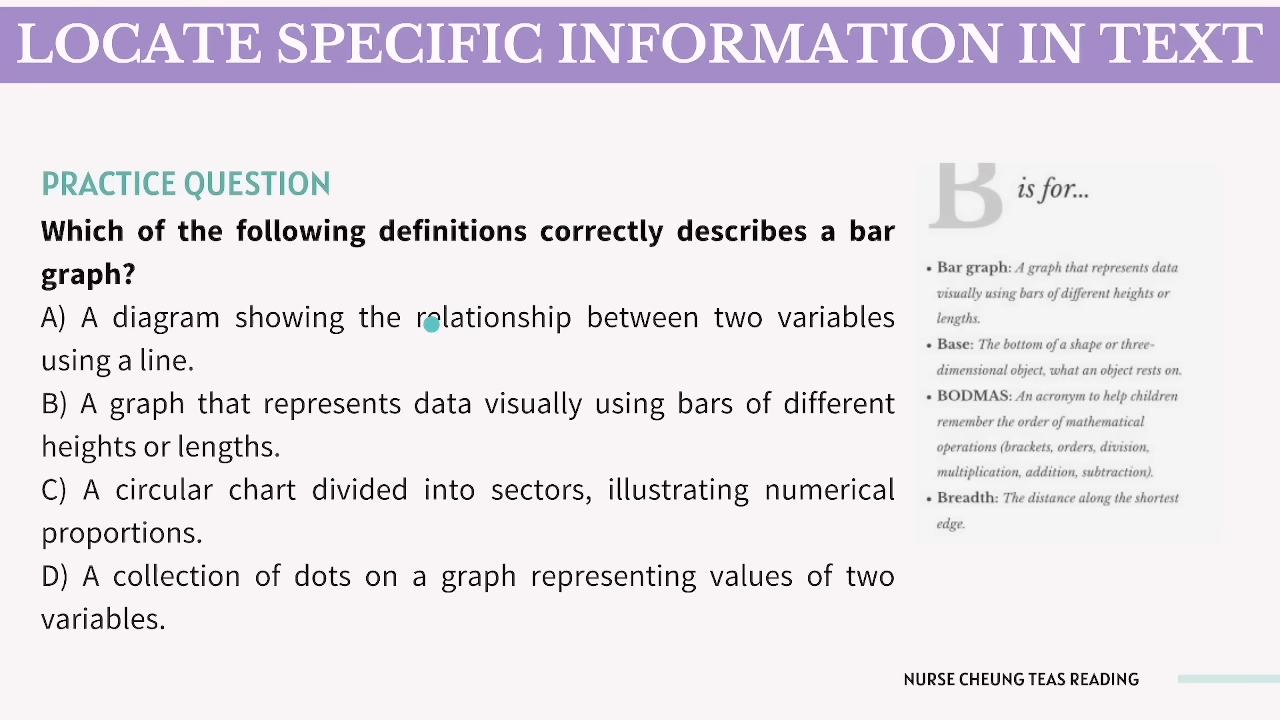 LOCATE SPECIFIC INFORMATION IN TEXT
PRACTICE QUESTION
Which of the following definitions correctly describes a bar
graph?
A) A diagram showing the relationship between two variables
using a line.
B) A graph that represents data visually using bars of different
heights or lengths.
C) A circular chart divided into sectors, illustrating numerical
proportions.
D) A collection of dots on a graph representing values of two
variables.
B is for...
• Bar graph: A graph that represents data
visually using bars of different heights or
lengths.
• Base: The bottom of a shape or three-
dimensional object, what an object rests on.
• BODMAS: An acronym to help children
remember the order of mathematical
operations (brackets, orders, division,
multiplication, addition, subtraction).
• Breadth: The distance along the shortest
edge.
NURSE CHEUNG TEAS READING